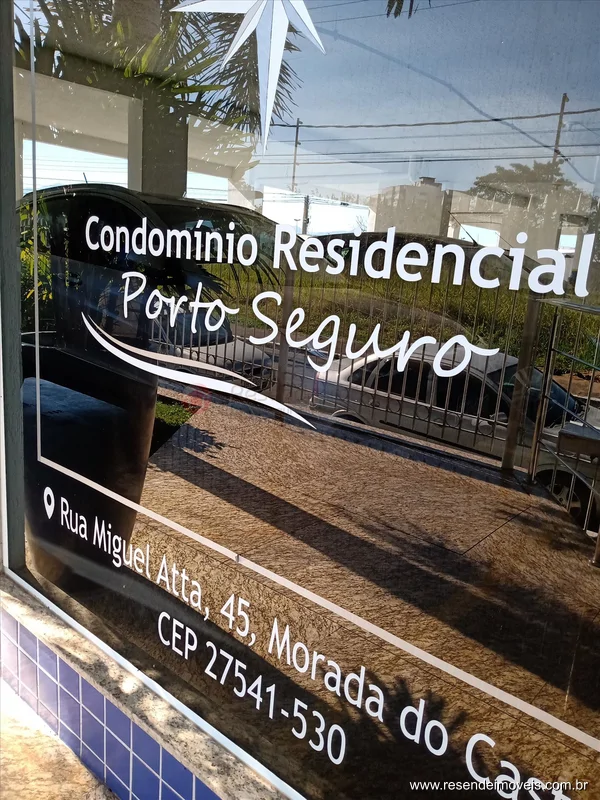 Condomínio Residencial
Porto Seguro
Rua Miguel Atta, 45, Morada do
CEP 27541-530
www.resendeimoveis.com.br